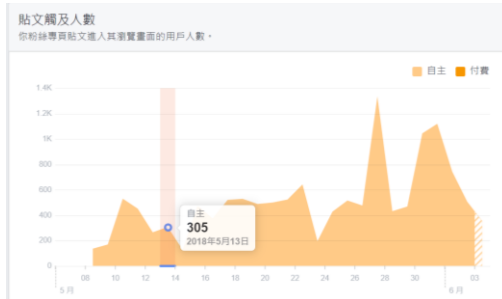 貼文觸及人數
你粉絲專頁貼文進入其瀏覽畫面的用戶人數。
自主 付費
1.4K
1.2K
1K
800
600
400
200
0
自主
305
2018年5月13日
08 10 12 14 16 18 20 22 24 26 28 30 03
5月 6月